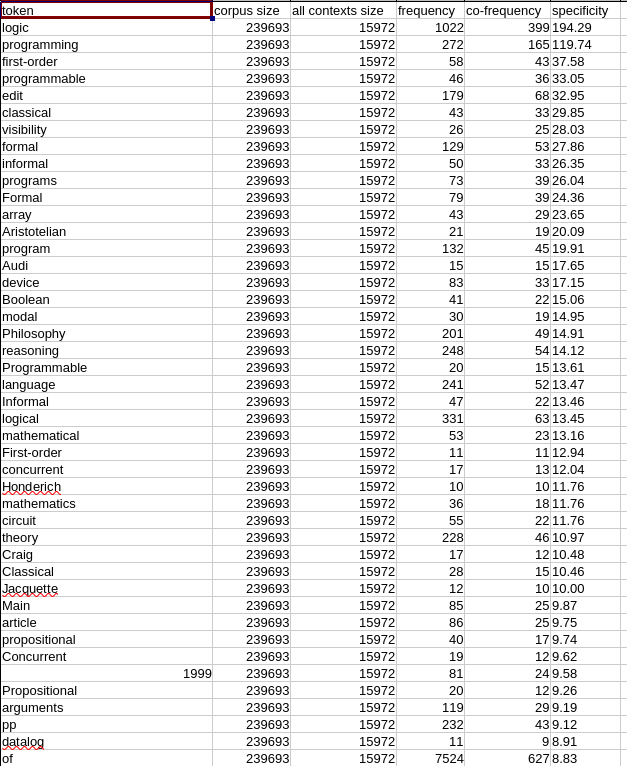 token corpus size all contexts size frequency co-frequency specificity
logic 239693 15972 1022 399 194.29
programming 239693 15972 272 165 119.74
first-order 239693 15972 58 43 37.58
programmable 239693 15972 46 36 33.05
edit 239693 15972 179 68 32.95
classical 239693 15972 43 33 29.85
visibility 239693 15972 26 25 28.03
formal 239693 15972 129 53 27.86
informal 239693 15972 50 33 26.35
programs 239693 15972 73 39 26.04
Formal 239693 15972 79 39 24.36
array 239693 15972 43 29 23.65
Aristotelian 239693 15972 21 19 20.09
program 239693 15972 132 45 19.91
Audi 239693 15972 15 15 17.65
device 239693 15972 83 33 17.15
Boolean 239693 15972 41 22 15.06
modal 239693 15972 30 19 14.95
Philosophy 239693 15972 201 49 14.91
reasoning 239693 15972 248 54 14.12
Programmable 239693 15972 20 15 13.61
language 239693 15972 241 52 13.47
Informal 239693 15972 47 22 13.46
logical 239693 15972 331 63 13.45
mathematical 239693 15972 53 23 13.16
First-order 239693 15972 11 11 12.94
concurrent 239693 15972 17 13 12.04
Honderich 239693 15972 10 10 11.76
mathematics 239693 15972 36 18 11.76
circuit 239693 15972 55 22 11.76
theory 239693 15972 228 46 10.97
Craig 239693 15972 17 12 10.48
Classical 239693 15972 28 15 10.46
Jacquette 239693 15972 12 10 10.00
Main 239693 15972 85 25 9.87
article 239693 15972 86 25 9.75
propositional 239693 15972 40 17 9.74
Concurrent 239693 15972 19 12 9.62
1999 239693 15972 81 24 9.58
Propositional 239693 15972 20 12 9.26
arguments 239693 15972 119 29 9.19
pp 239693 15972 232 43 9.12
datalog 239693 15972 11 9 8.91
of 239693 15972 7524 627 8.83